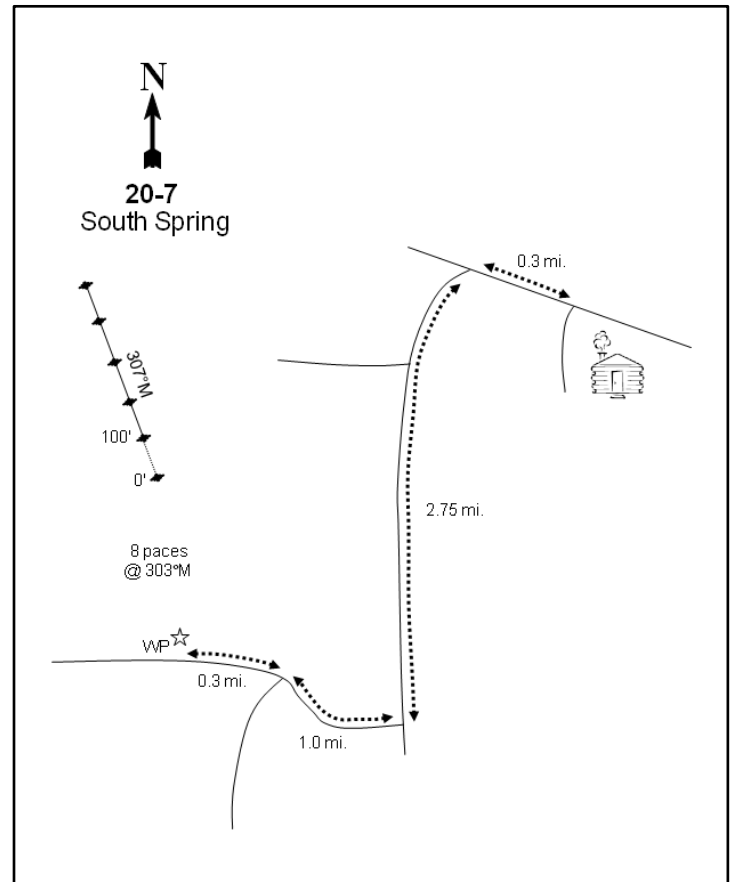 N
20-7
South Spring
0.3 mi.
307°M
100'
0'
2.75 mi.
8 paces
@ 303°M
WP
0.3 mi.
1.0 mi.